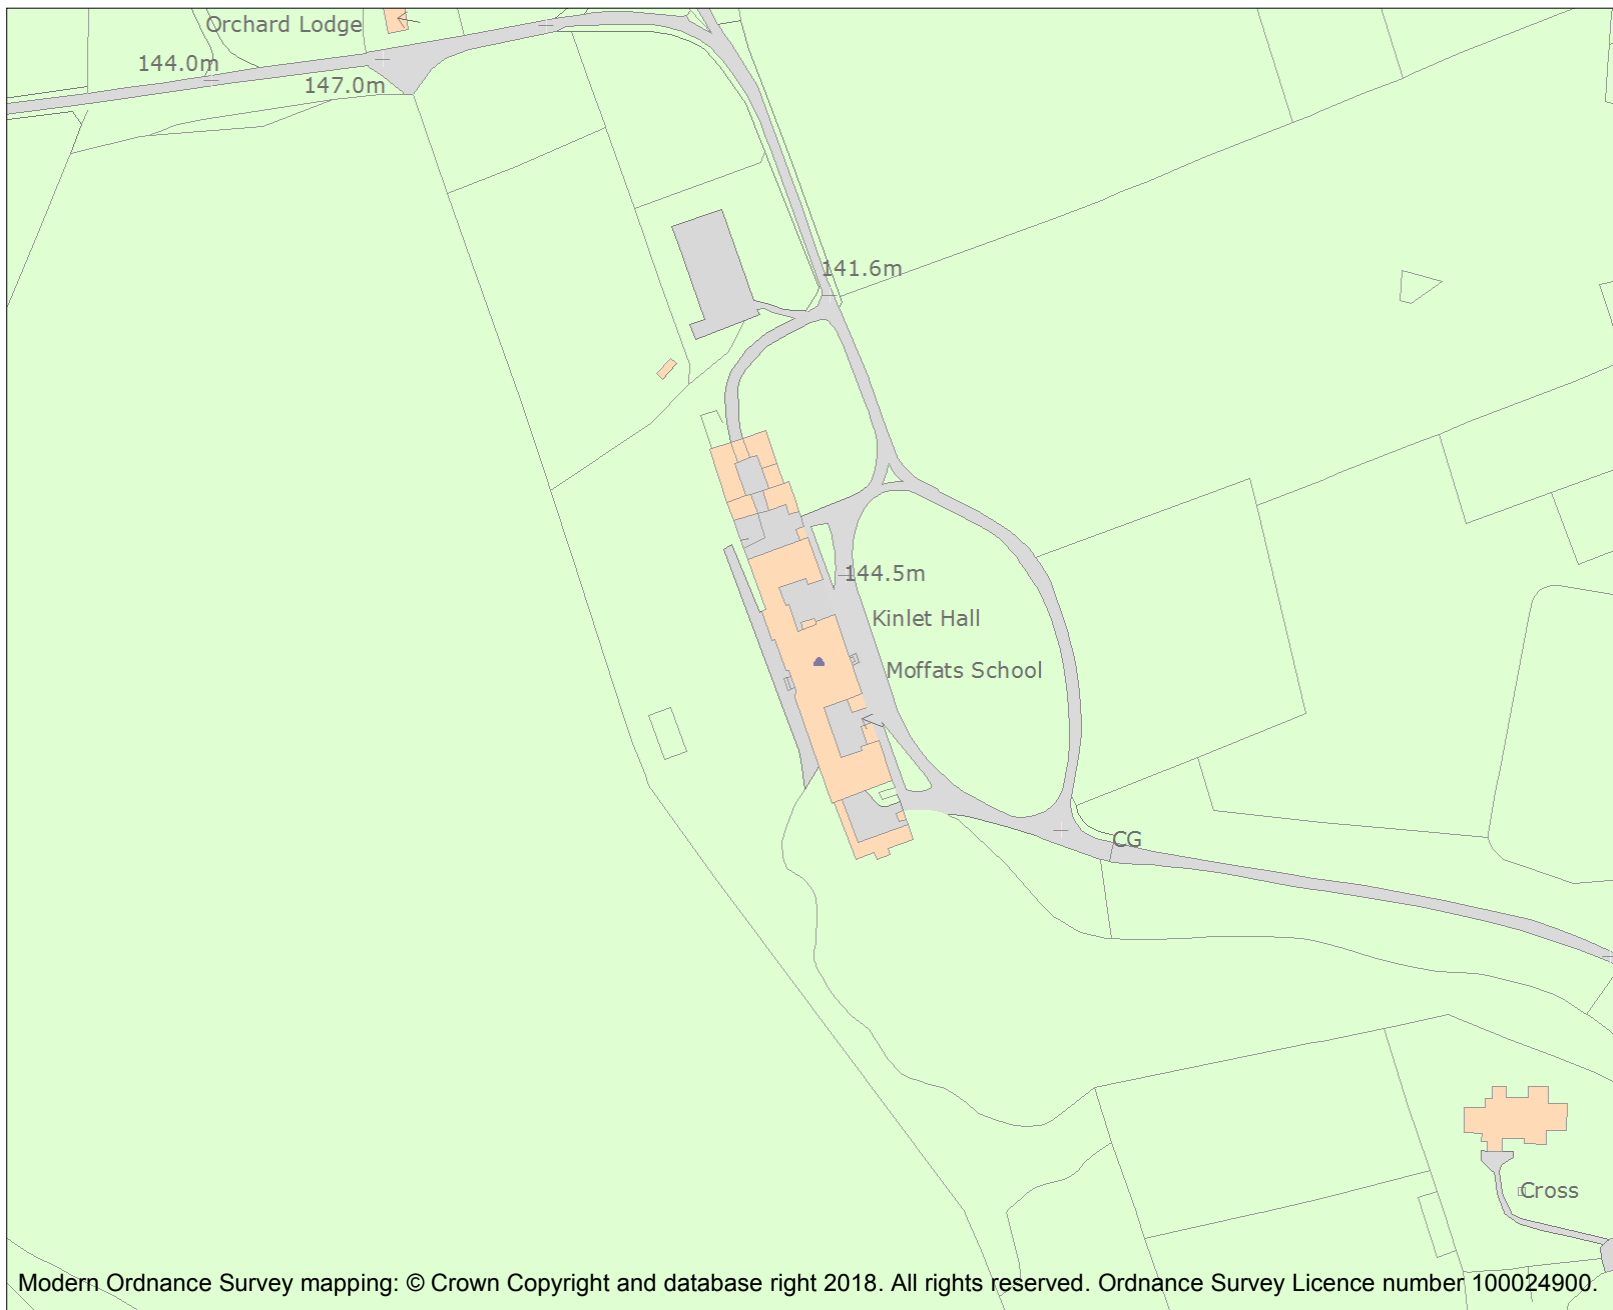 Orchard Lodge
144.0m
147.0m
141.6m
144.5m
Kinlet Hall
Moffats School
CG
Cross
Modern Ordnance Survey mapping: © Crown Copyright and database right 2018. All rights reserved. Ordnance Survey Licence number 100024900.